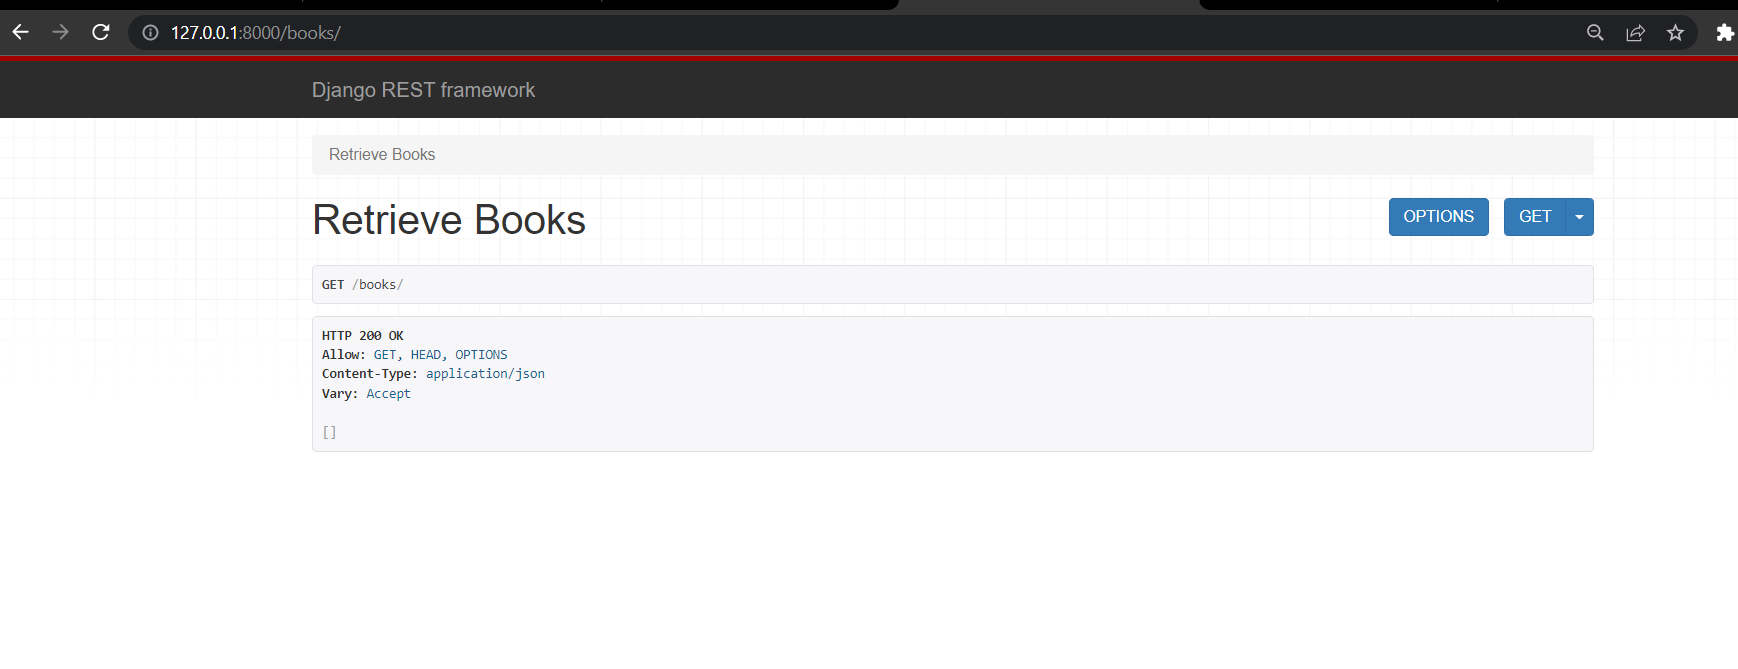 127.0.0.1:8000/books/
Django REST framework
Retrieve Books
Retrieve Books
OPTIONS
GET
GET /books/
HTTP 200 OK
Allow: GET, HEAD, OPTIONS
Content-Type: application/json
Vary: Accept
[]